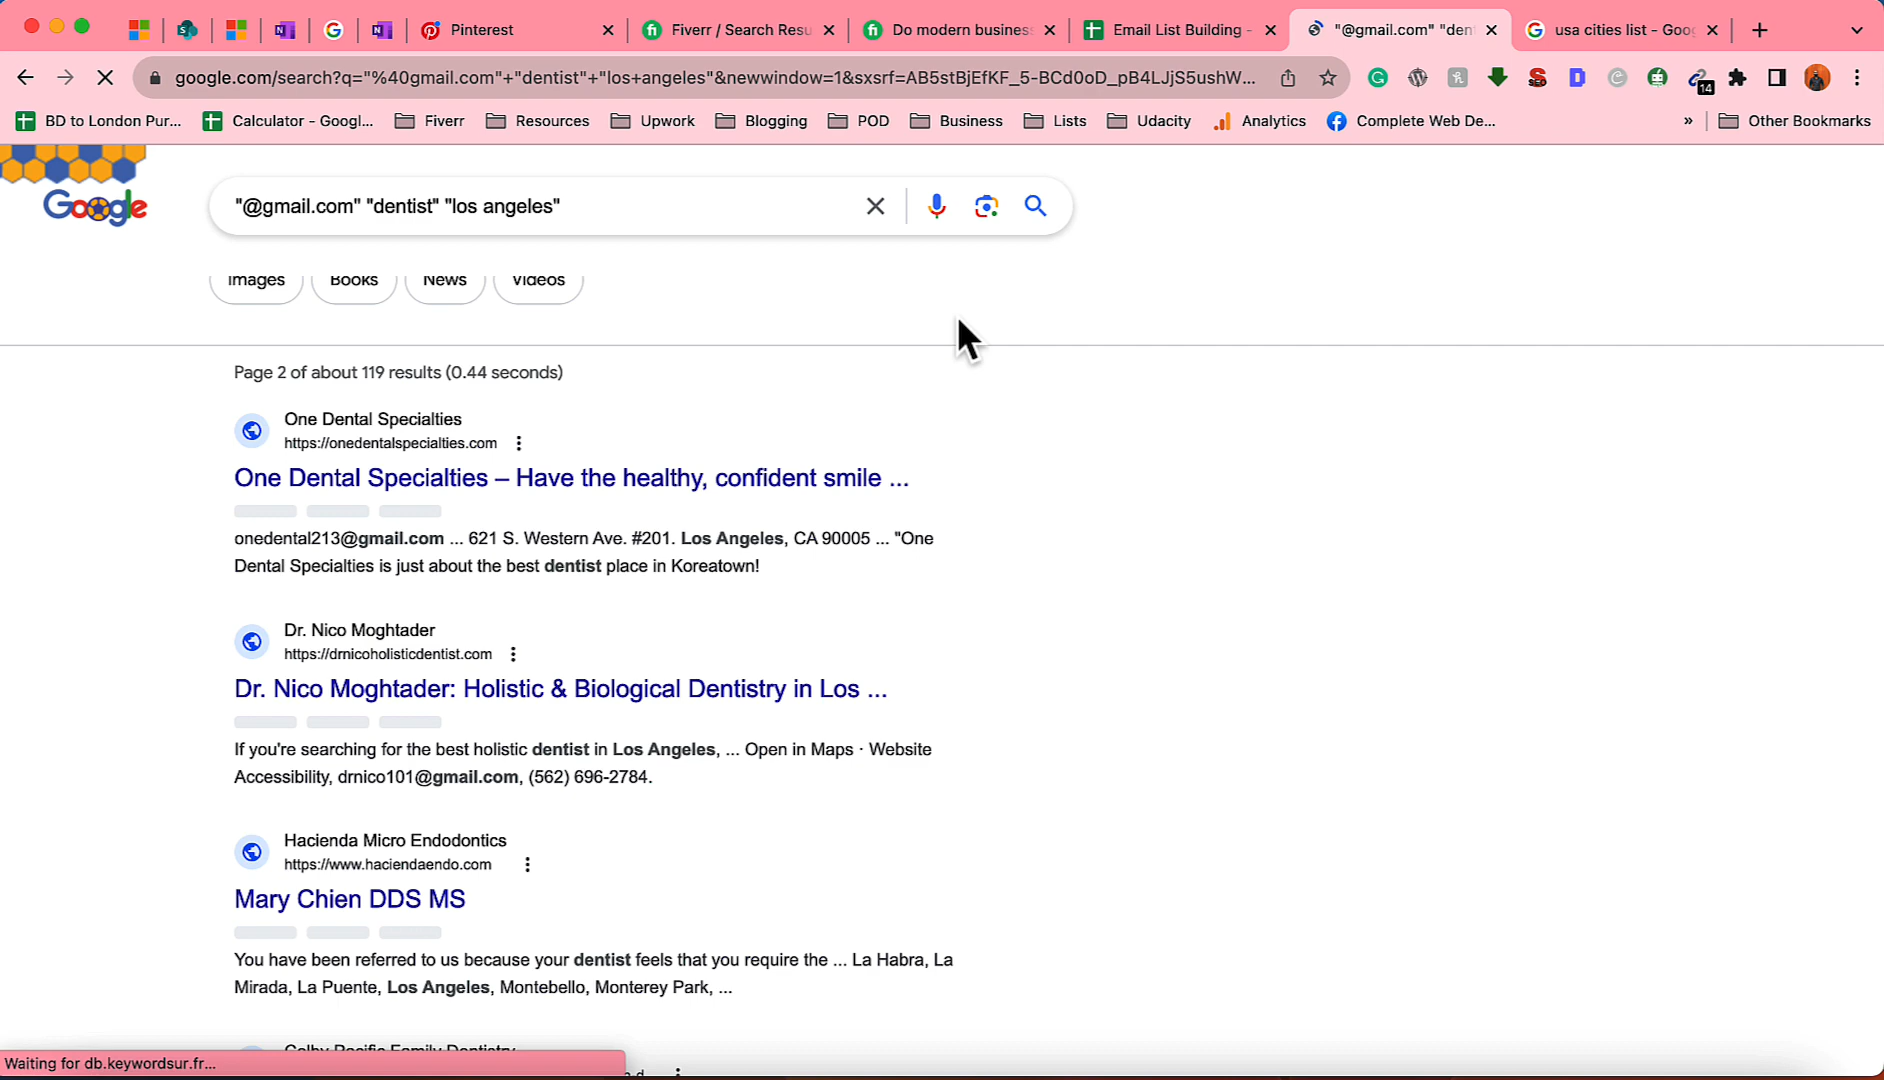 Pinterest
Fiverr / Search Resu
Do modern business
Email List Building -
"@gmail.com" "dent
usa cities list - Goog
google.com/search?q="%40gmail.com"+"dentist"+"los+angeles"&newwindow=1&sxsrf=AB5stBjEfKF_5-BCd0oD_pB4LJjS5ushW...
14
BD to London Pur...
Calculator - Googl...
Fiverr
Resources
Upwork
Blogging
POD
Business
Lists
Udacity
Analytics
Complete Web De...
»
Other Bookmarks
Google
"@gmail.com" "dentist" "los angeles"
Images
Books
News
Videos
Page 2 of about 119 results (0.44 seconds)
One Dental Specialties
https://onedentalspecialties.com
One Dental Specialties – Have the healthy, confident smile ...
onedental213@gmail.com ... 621 S. Western Ave. #201. Los Angeles, CA 90005 ... "One
Dental Specialties is just about the best dentist place in Koreatown!
Dr. Nico Moghtader
https://drnicoholisticdentist.com
Dr. Nico Moghtader: Holistic & Biological Dentistry in Los ...
If you're searching for the best holistic dentist in Los Angeles, ... Open in Maps · Website
Accessibility, drnico101@gmail.com, (562) 696-2784.
Hacienda Micro Endodontics
https://www.haciendaendo.com
Mary Chien DDS MS
You have been referred to us because your dentist feels that you require the ... La Habra, La
Mirada, La Puente, Los Angeles, Montebello, Monterey Park, ...
Colby Pacific Family Dentistry
Waiting for db.keywordsur.fr...